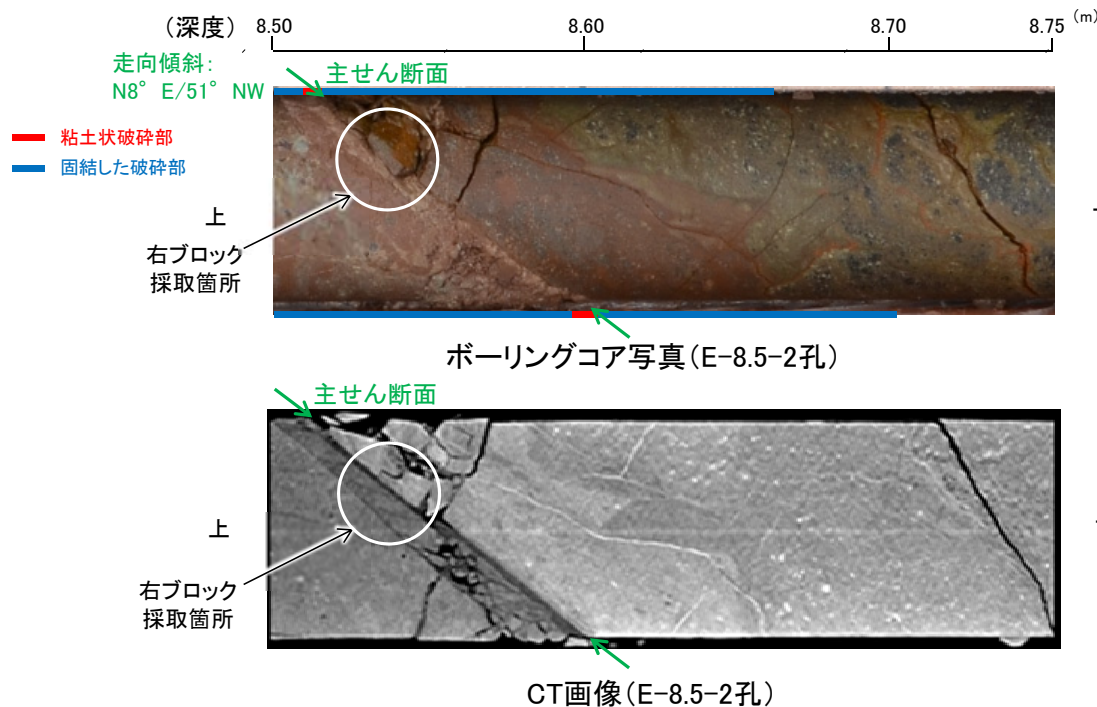 (深度) 8.50 8.60 8.70 8.75 (m)
走向傾斜:
N8° E/51° NW
主せん断面
粘土状破砕部
固結した破砕部
上
右ブロック
採取箇所
ボーリングコア写真(E-8.5-2孔)
主せん断面
上
右ブロック
採取箇所
CT画像(E-8.5-2孔)